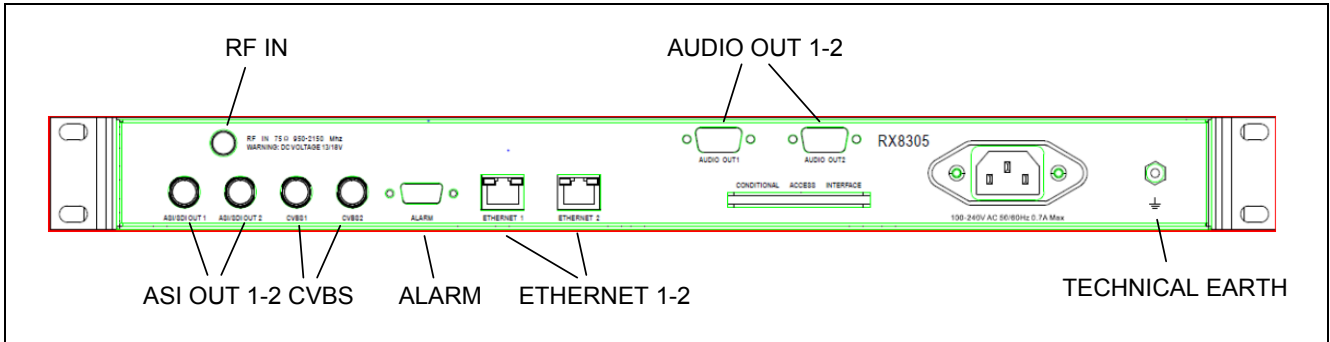 RF IN
AUDIO OUT 1-2
RF IN 75Ω 950-2150 Mhz
WARNING: DC VOLTAGE 13/18V
AUDIO OUT1
AUDIO OUT2
RX8305
CONDITIONAL ACCESS INTERFACE
ASI/SDI OUT 1
ASI/SDI OUT 2
CVBS1
CVBS2
ALARM
ETHERNET 1
ETHERNET 2
100-240V AC 50/60Hz 0.7A Max
ASI OUT 1-2
CVBS
ALARM
ETHERNET 1-2
TECHNICAL EARTH